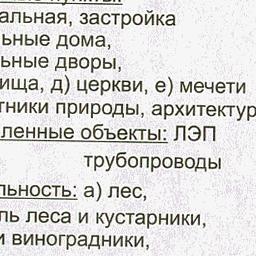 альная, застройка
ьные дома,
ьные дворы,
ища, д) церкви, е) мечети
тники природы, архитектур
ленные объекты: ЛЭП
трубопроводы
льность: а) лес,
ль леса и кустарники,
и виноградники,